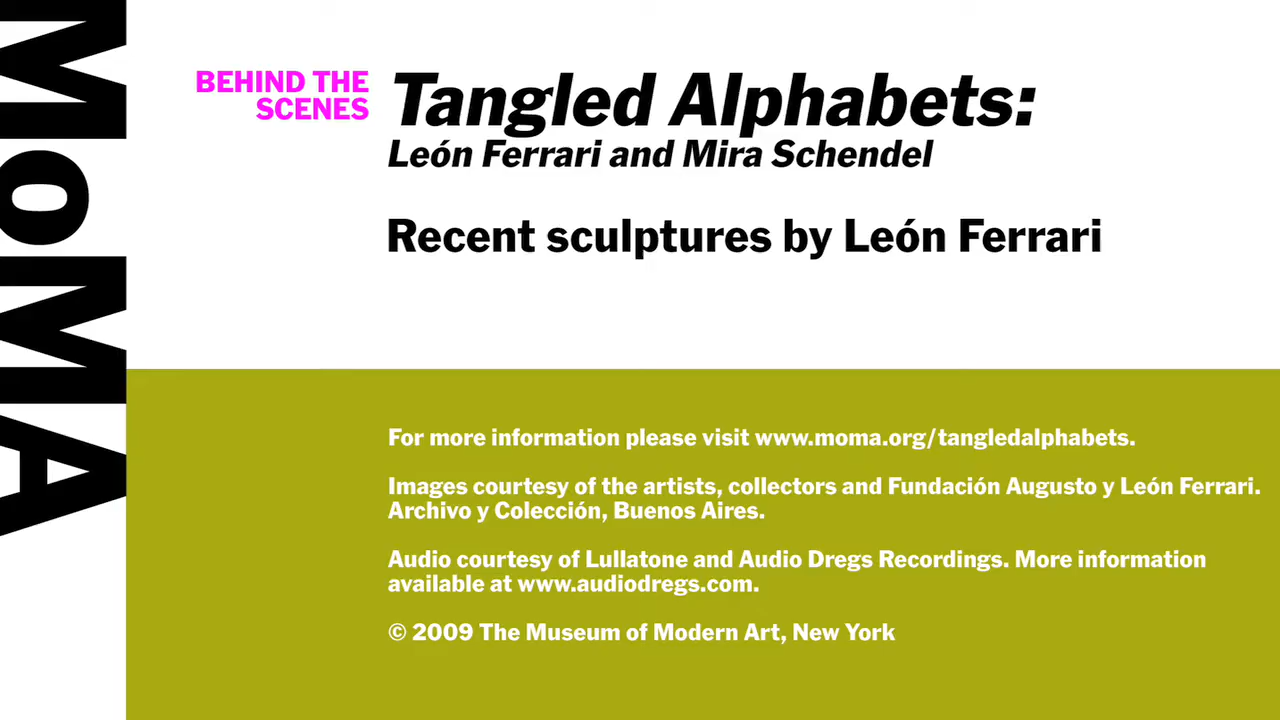 MoMA
BEHIND THE
SCENES
Tangled Alphabets:
León Ferrari and Mira Schendel
Recent sculptures by León Ferrari
For more information please visit www.moma.org/tangledalphabets.
Images courtesy of the artists, collectors and Fundación Augusto y León Ferrari.
Archivo y Colección, Buenos Aires.
Audio courtesy of Lullatone and Audio Dregs Recordings. More information
available at www.audiodregs.com.
© 2009 The Museum of Modern Art, New York